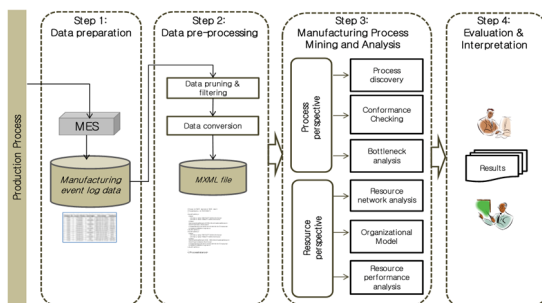 Production Process
Step 1:
Data preparation
MES
Manufacturing
event log data
Step 2:
Data pre-processing
Data pruning &
filtering
Data conversion
MXML file
Step 3:
Manufacturing Process
Mining and Analysis
Process
perspective
Process
discovery
Conformance
Checking
Bottleneck
analysis
Resource
perspective
Resource
network analysis
Organizational
Model
Resource
performance
analysis
Step 4:
Evaluation &
Interpretation
Results